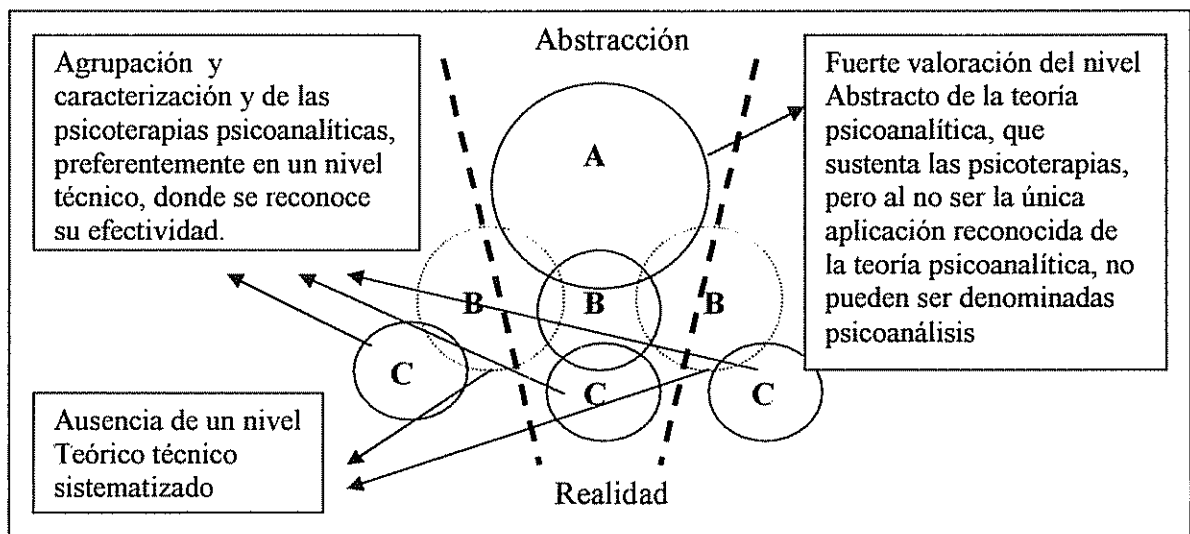 Abstracción
Agrupación y
caracterización y de las
psicoterapias psicoanalíticas,
preferentemente en un nivel
técnico, donde se reconoce
su efectividad.
Fuerte valoración del nivel
Abstracto de la teoría
psicoanalítica, que
sustenta las psicoterapias,
pero al no ser la única
aplicación reconocida de
la teoría psicoanalítica, no
pueden ser denominadas
psicoanálisis
A
B
B
B
C
C
C
Ausencia de un nivel
Teórico técnico
sistematizado
Realidad